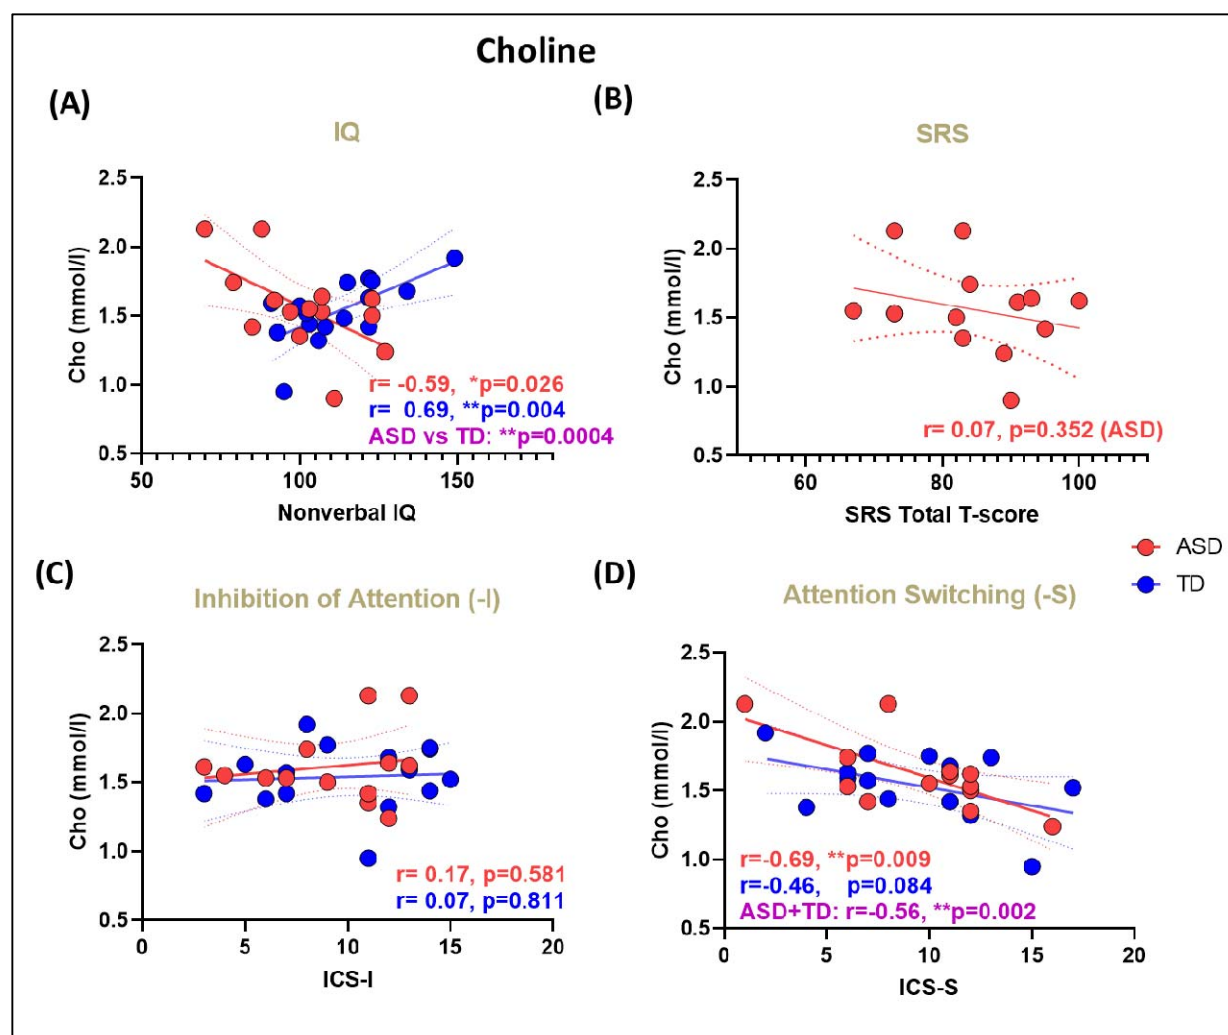 Choline
(A)
IQ
2.5
2.0
1.5
1.0
0.5
Cho (mmol/l)
r= -0.59, *p=0.026
r= 0.69, **p=0.004
ASD vs TD: **p=0.0004
50 100 150
Nonverbal IQ
(B)
SRS
2.5
2.0
1.5
1.0
0.5
Cho (mmol/l)
r= 0.07, p=0.352 (ASD)
60 80 100
SRS Total T-score
ASD
TD
(C)
Inhibition of Attention (-I)
2.5
2.0
1.5
1.0
0.5
Cho (mmol/l)
r= 0.17, p=0.581
r= 0.07, p=0.811
0 5 10 15 20
ICS-I
(D)
Attention Switching (-S)
2.5
2.0
1.5
1.0
0.5
Cho (mmol/l)
r=-0.69, **p=0.009
r=-0.46, p=0.084
ASD+TD: r=-0.56, **p=0.002
0 5 10 15 20
ICS-S